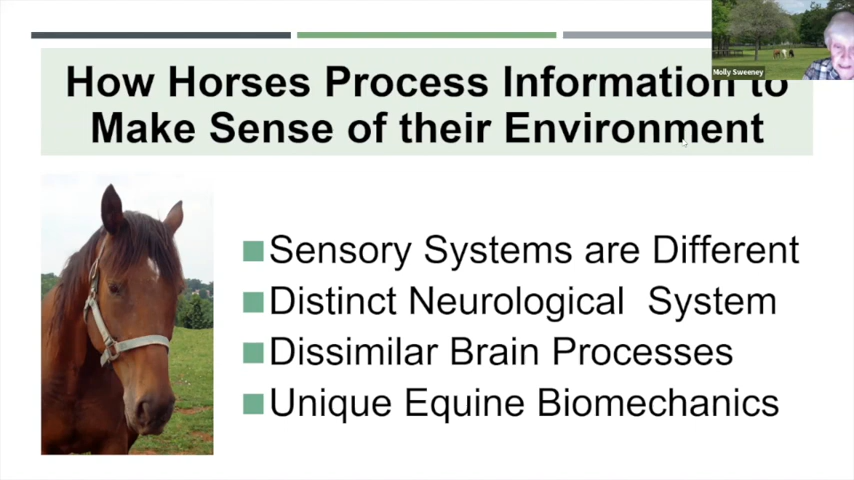 Molly Sweeney
How Horses Process Information to
Make Sense of their Environment
Sensory Systems are Different
Distinct Neurological System
Dissimilar Brain Processes
Unique Equine Biomechanics